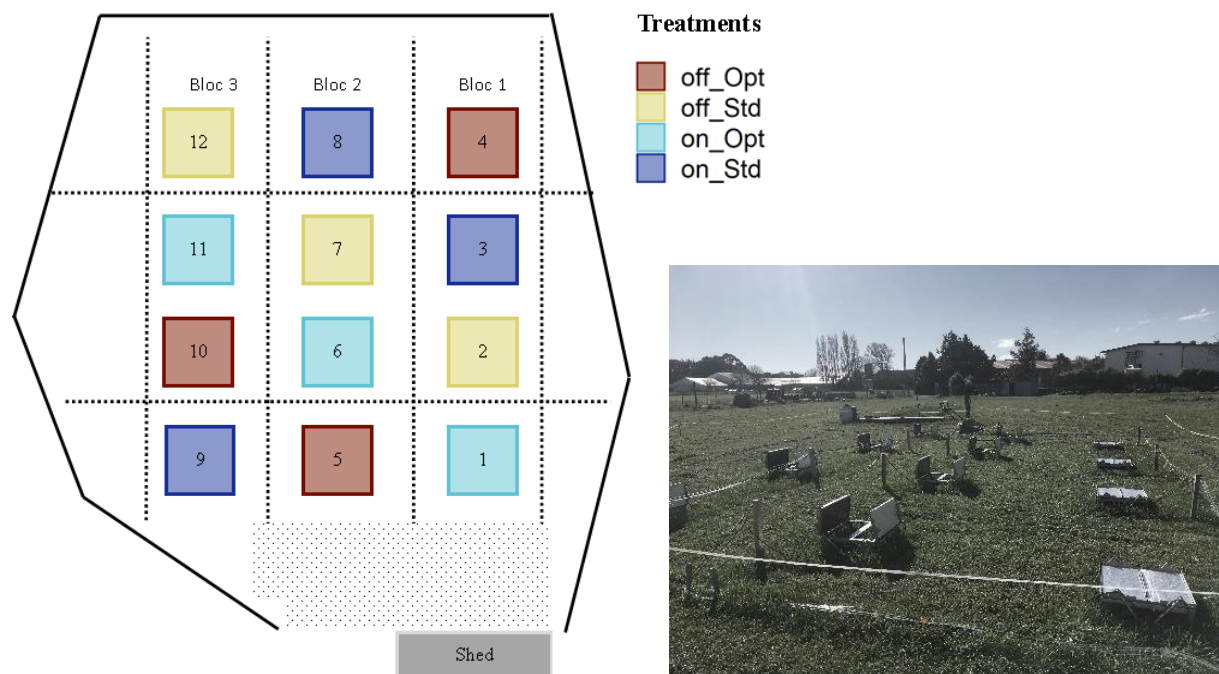 Treatments
off_Opt
off_Std
on_Opt
on_Std
Bloc 3 Bloc 2 Bloc 1
12 8 4
11 7 3
10 6 2
9 5 1
Shed